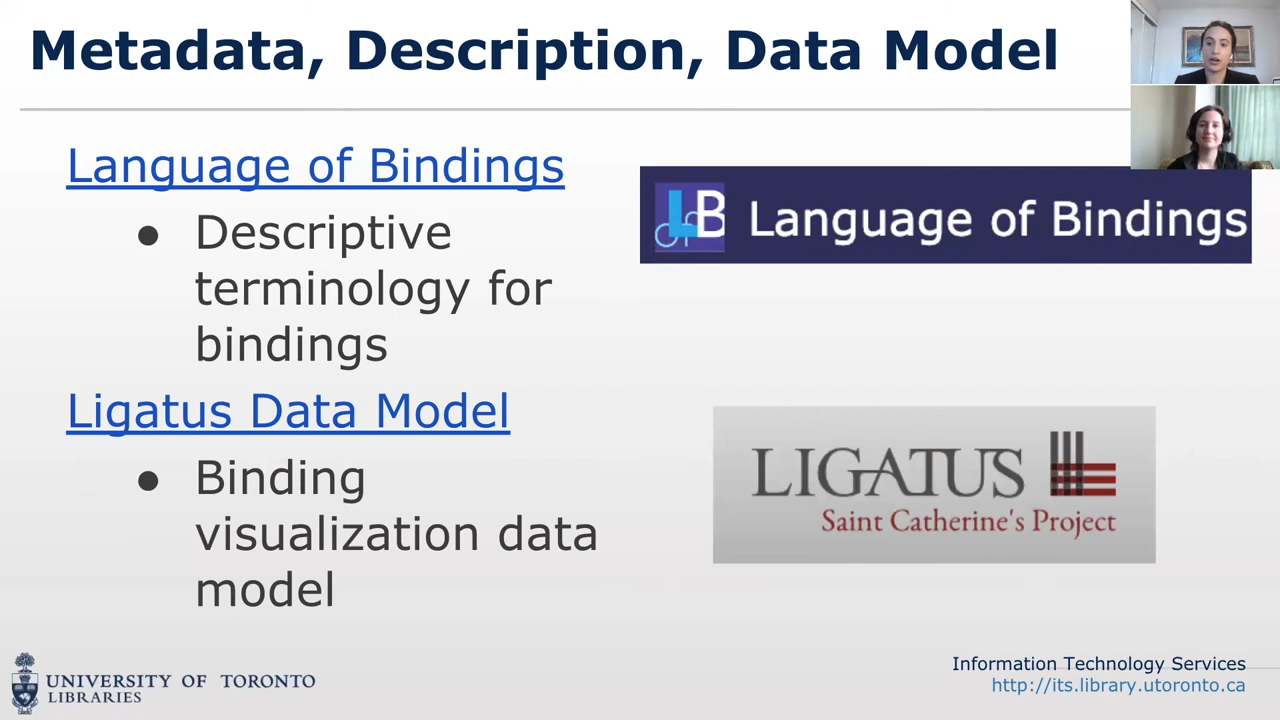 Metadata, Description, Data Model
Language of Bindings
● Descriptive
terminology for
bindings
Ligatus Data Model
● Binding
visualization data
model
LB
of
Language of Bindings
LIGATUS
Saint Catherine's Project
UNIVERSITY OF TORONTO
LIBRARIES
Information Technology Services
http://its.library.utoronto.ca